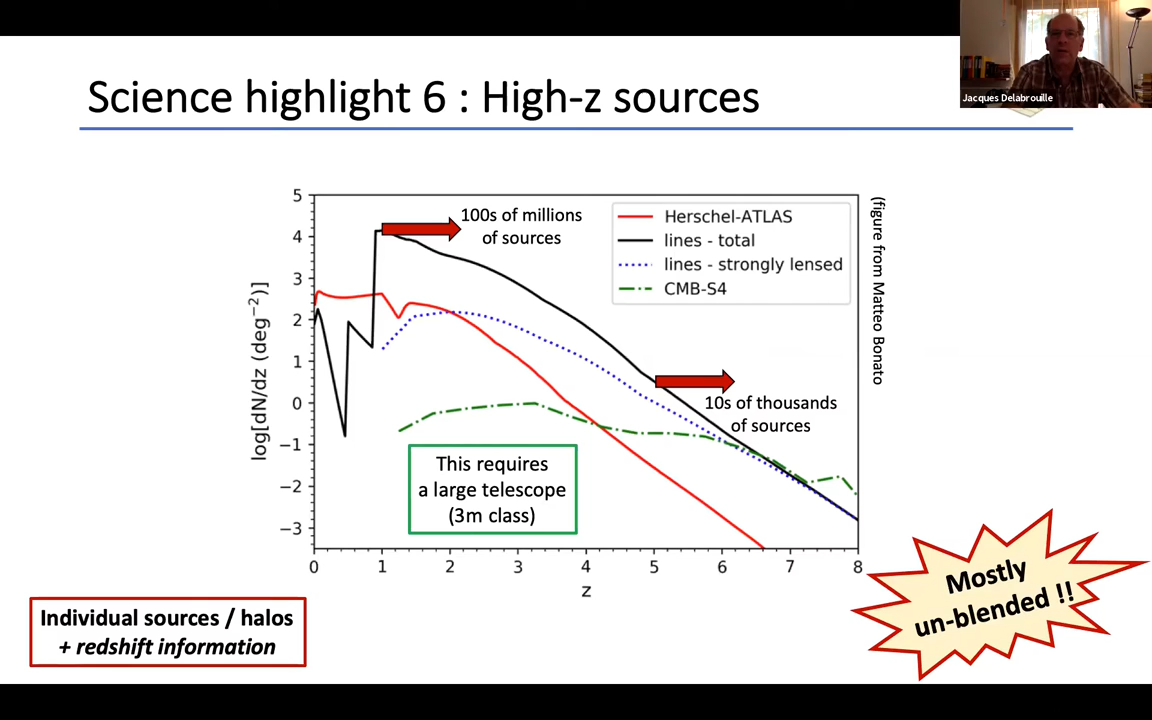 Jacques Delabrouille
Science highlight 6 : High-z sources
5
4
3
2
1
0
−1
−2
−3
log[dN/dz (deg⁻²)]
0 1 2 3 4 5 6 7 8
z
100s of millions
of sources
Herschel-ATLAS
lines - total
lines - strongly lensed
CMB-S4
(figure from Matteo Bonato
10s of thousands
of sources
This requires
a large telescope
(3m class)
Individual sources / halos
+ redshift information
Mostly
un-blended !!